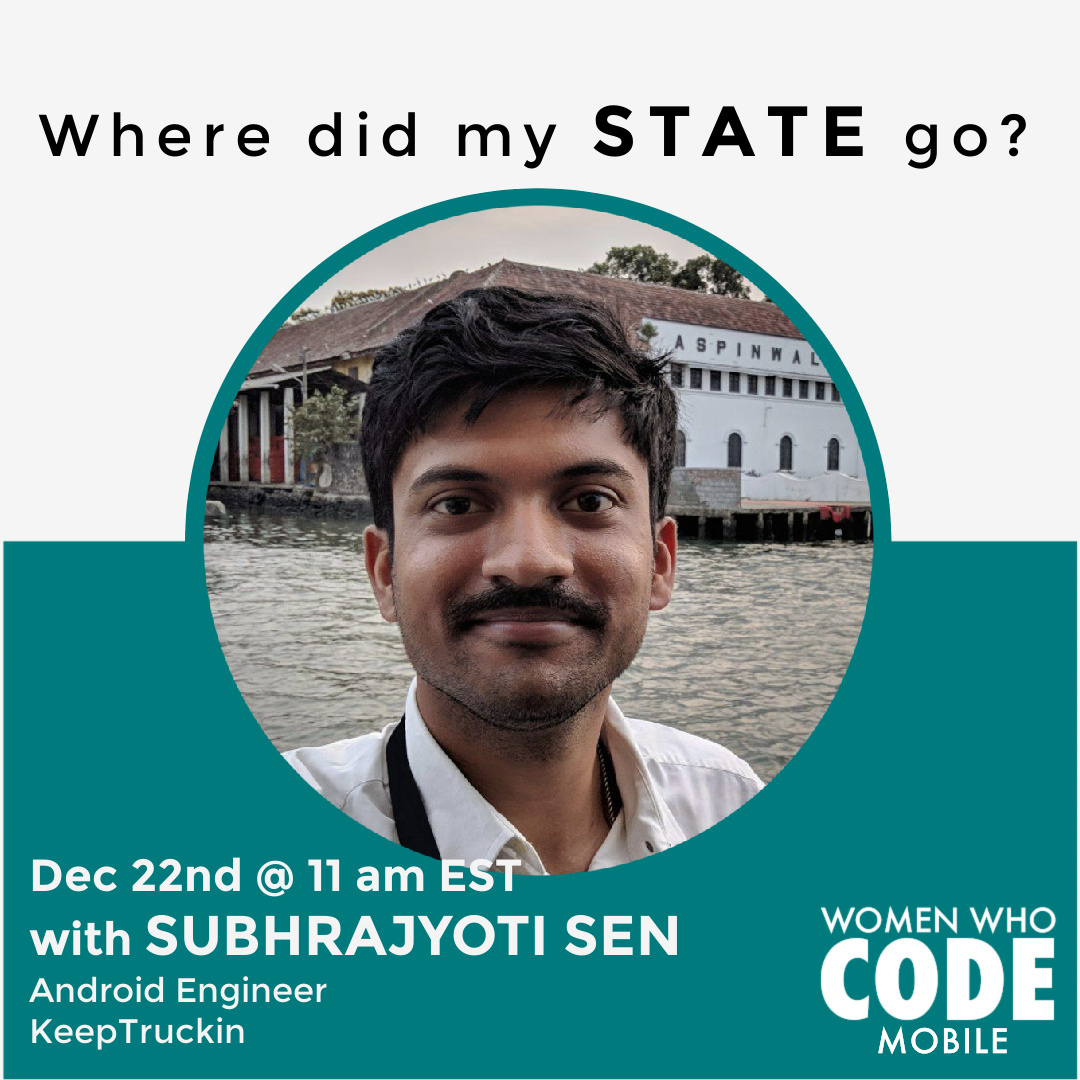 Where did my STATE go?
ASPINWAL
Dec 22nd @ 11 am EST
with SUBHRAJYOTI SEN
Android Engineer
KeepTruckin
WOMEN WHO
CODE
MOBILE